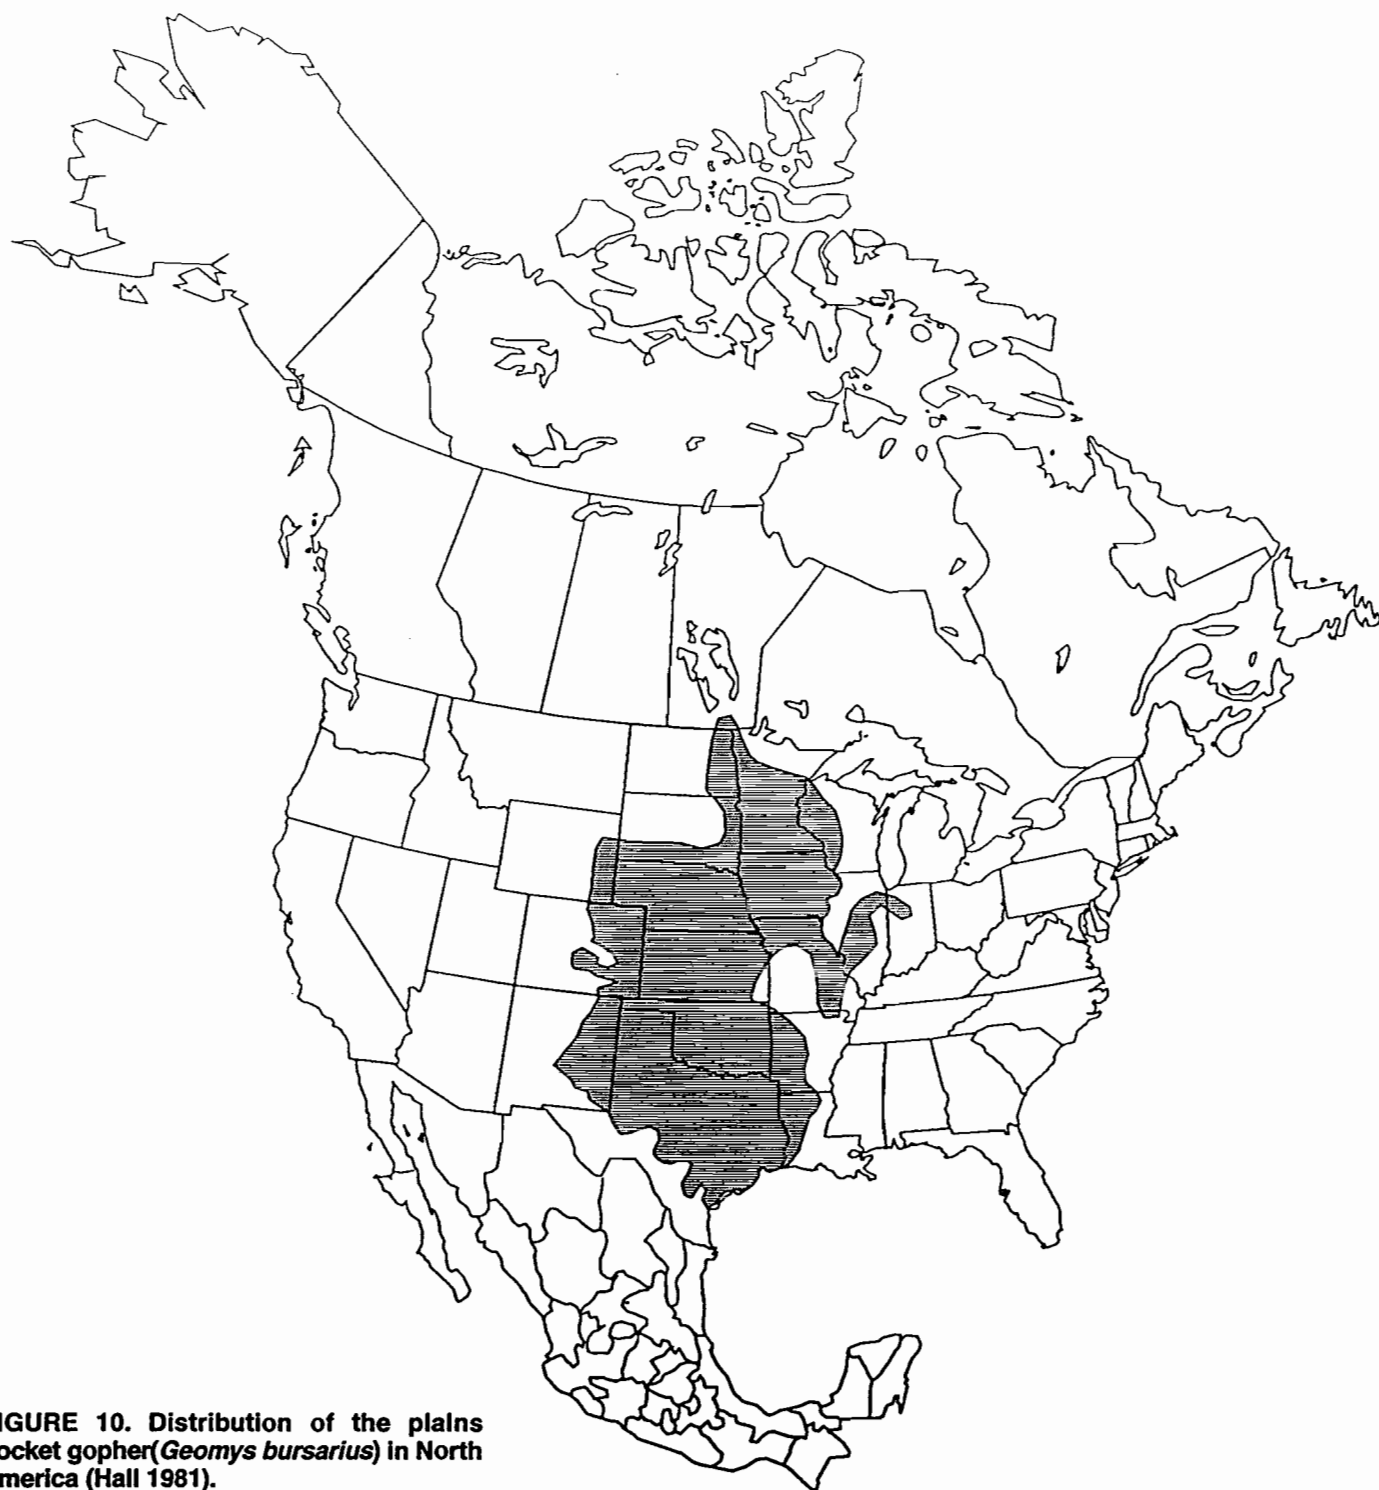 IGURE 10. Distribution of the plains
ocket gopher(Geomys bursarius) in North
merica (Hall 1981).